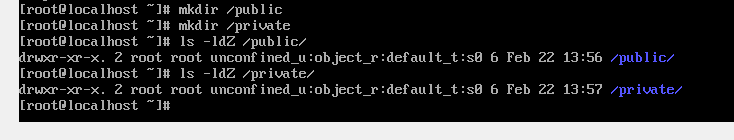 [root@localhost ~]# mkdir /public
[root@localhost ~]# mkdir /private
[root@localhost ~]# ls -ldZ /public/
drwxr-xr-x. 2 root root unconfined_u:object_r:default_t:s0 6 Feb 22 13:56 /public/
[root@localhost ~]# ls -ldZ /private/
drwxr-xr-x. 2 root root unconfined_u:object_r:default_t:s0 6 Feb 22 13:57 /private/
[root@localhost ~]#